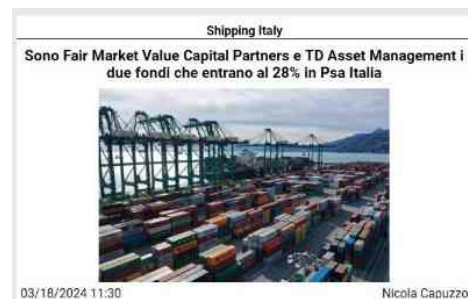 Shipping Italy
Sono Fair Market Value Capital Partners e TD Asset Management i
due fondi che entrano al 28% in Psa Italia
03/18/2024 11:30
Nicola Capuzzo